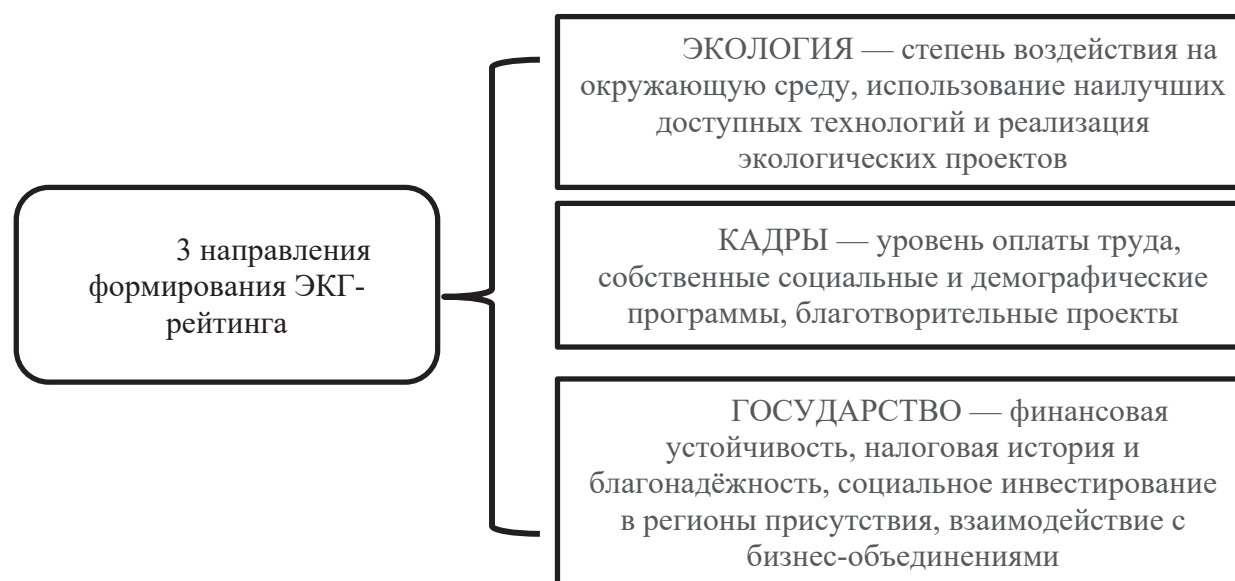 3 направления
формирования ЭКГ-
рейтинга
ЭКОЛОГИЯ — степень воздействия на
окружающую среду, использование наилучших
доступных технологий и реализация
экологических проектов
КАДРЫ — уровень оплаты труда,
собственные социальные и демографические
программы, благотворительные проекты
ГОСУДАРСТВО — финансовая
устойчивость, налоговая история и
благонадёжность, социальное инвестирование
в регионы присутствия, взаимодействие с
бизнес-объединениями